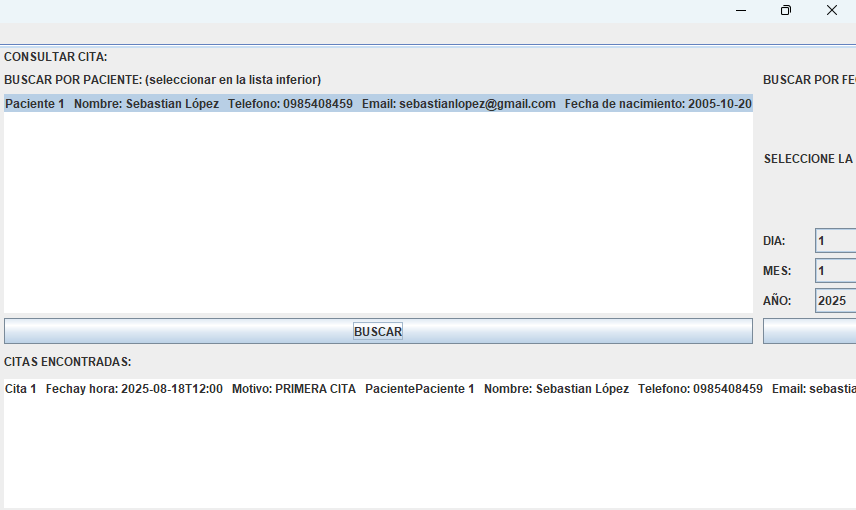 CONSULTAR CITA:
BUSCAR POR PACIENTE: (seleccionar en la lista inferior)
BUSCAR POR FE
Paciente 1 Nombre: Sebastian López Telefono: 0985408459 Email: sebastianlopez@gmail.com Fecha de nacimiento: 2005-10-20
SELECCIONE LA
DIA: 1
MES: 1
AÑO: 2025
BUSCAR
CITAS ENCONTRADAS:
Cita 1 Fechay hora: 2025-08-18T12:00 Motivo: PRIMERA CITA PacientePaciente 1 Nombre: Sebastian López Telefono: 0985408459 Email: sebastia